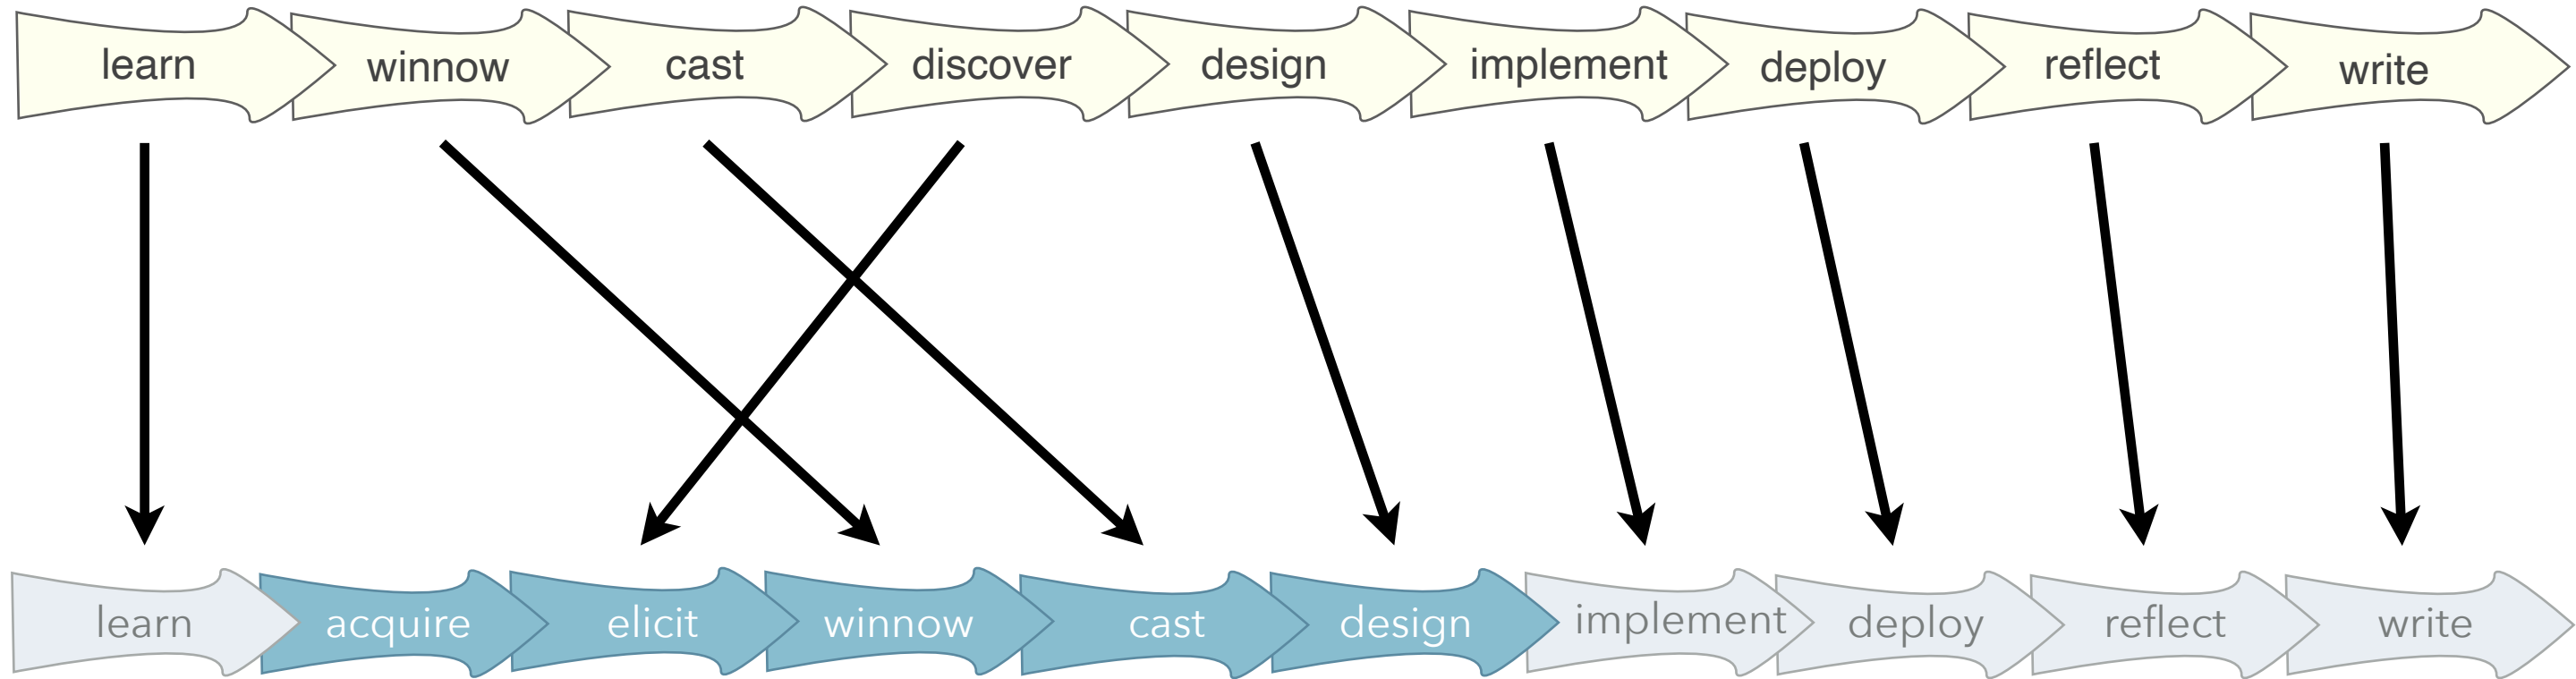 learn winnow cast discover design implement deploy reflect write
learn acquire elicit winnow cast design implement deploy reflect write